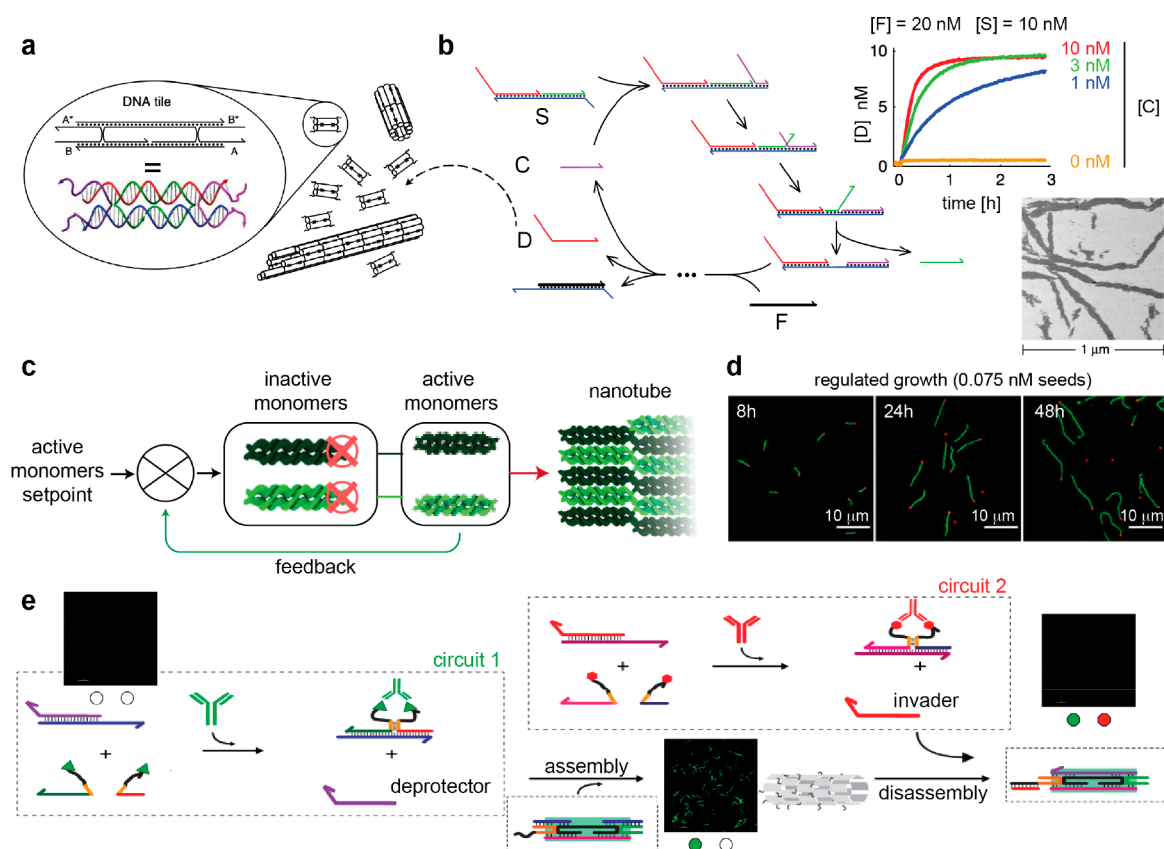 a
DNA tile
A* B*
B A
=
b
S
C
D
F
[F] = 20 nM [S] = 10 nM
10
5
0
[D] nM
0 1 2 3
time [h]
10 nM
3 nM
1 nM
0 nM
[C]
1 μm
c
inactive
monomers
active
monomers
nanotube
active
monomers
setpoint
feedback
d
regulated growth (0.075 nM seeds)
8h
24h
48h
10 μm
10 μm
10 μm
e
circuit 1
+
+
deprotector
circuit 2
+
+
invader
assembly
disassembly